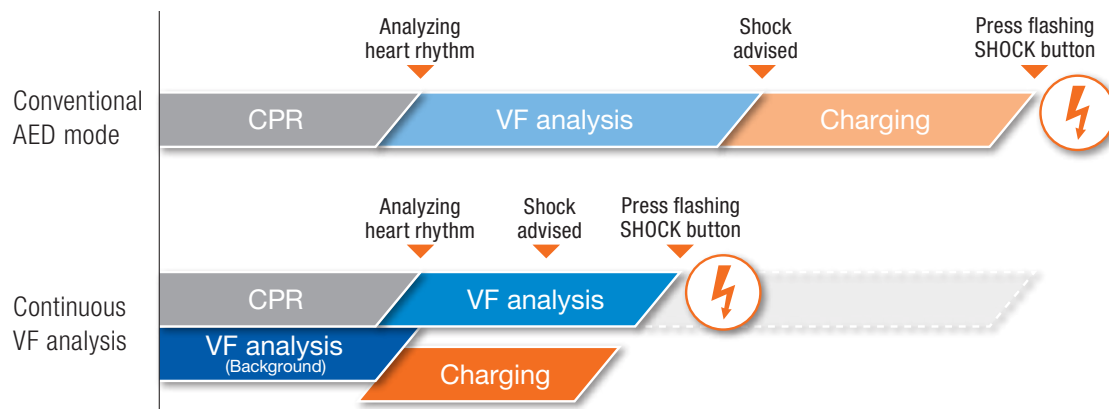 Analyzing
heart rhythm
Shock
advised
Press flashing
SHOCK button
Conventional
AED mode
CPR
VF analysis
Charging
Analyzing
heart rhythm
Shock
advised
Press flashing
SHOCK button
Continuous
VF analysis
CPR
VF analysis
VF analysis
(Background)
Charging